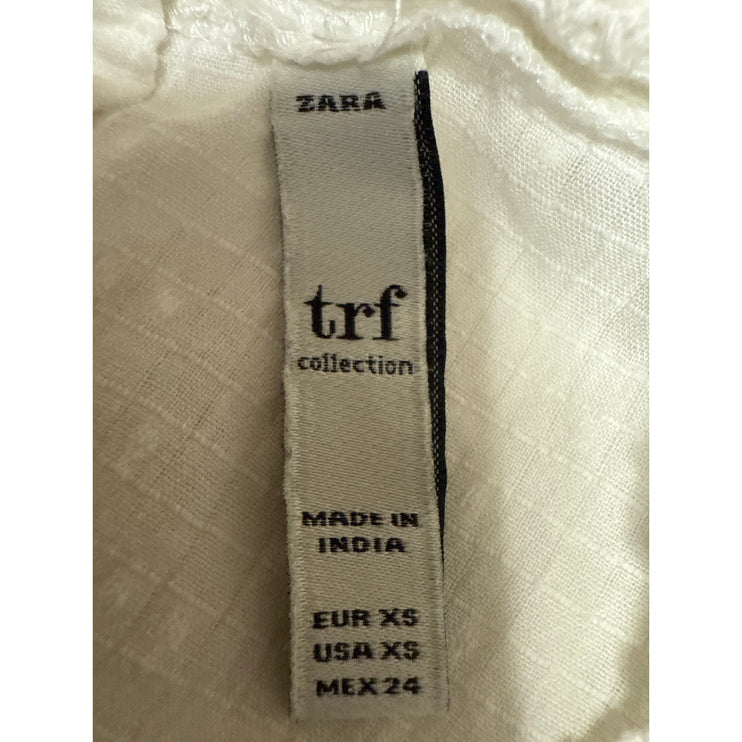 ZARA
trf
collection
MADE IN
INDIA
EUR XS
USA XS
MEX 24